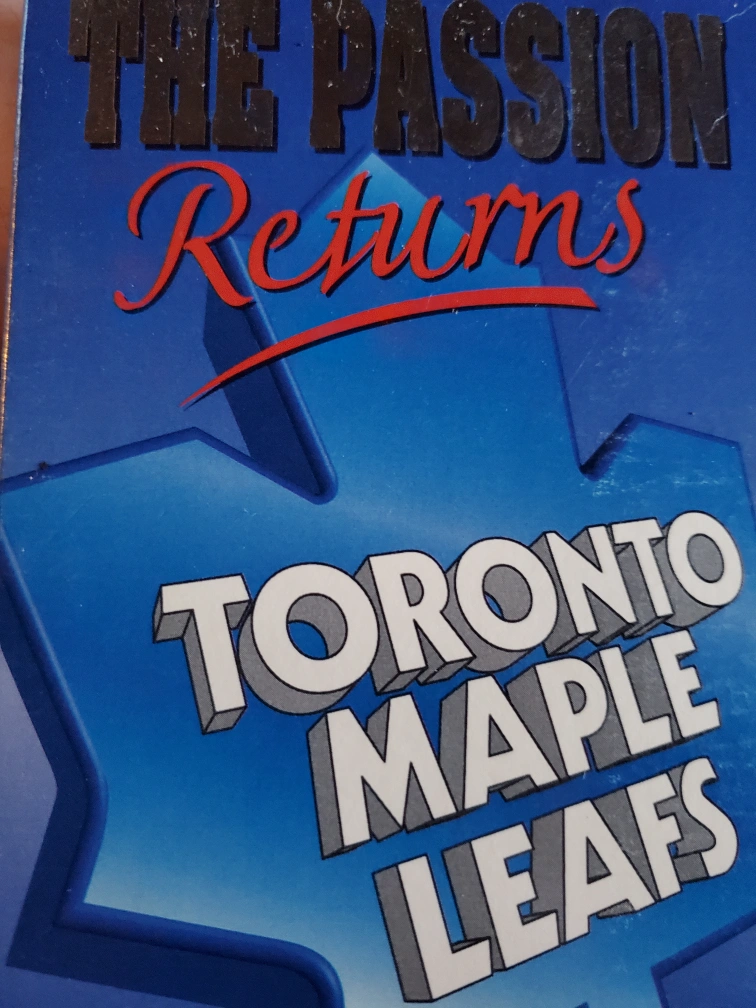 THE PASSION
Returns
TORONTO
MAPLE
LEAFS